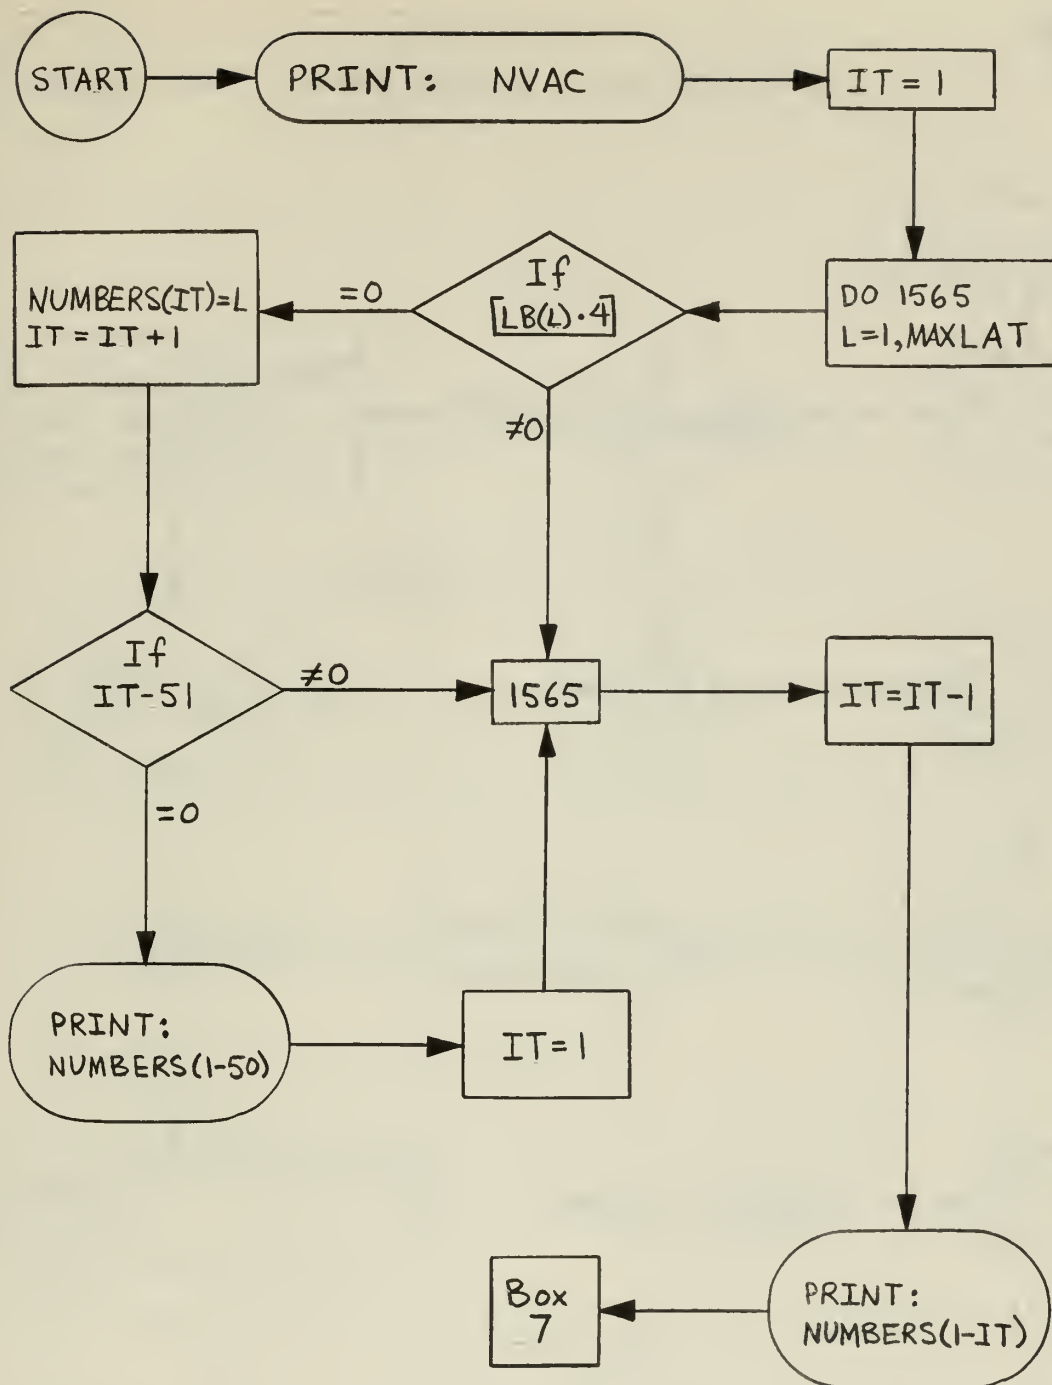 START
PRINT: NVAC
IT = 1
DO 1565
L=1, MAXLAT
If
[LB(L)·4]
=0
≠0
NUMBERS(IT)=L
IT = IT+1
If
IT-51
≠0
=0
1565
IT=IT-1
PRINT:
NUMBERS(1-50)
IT=1
PRINT:
NUMBERS(1-IT)
Box
7